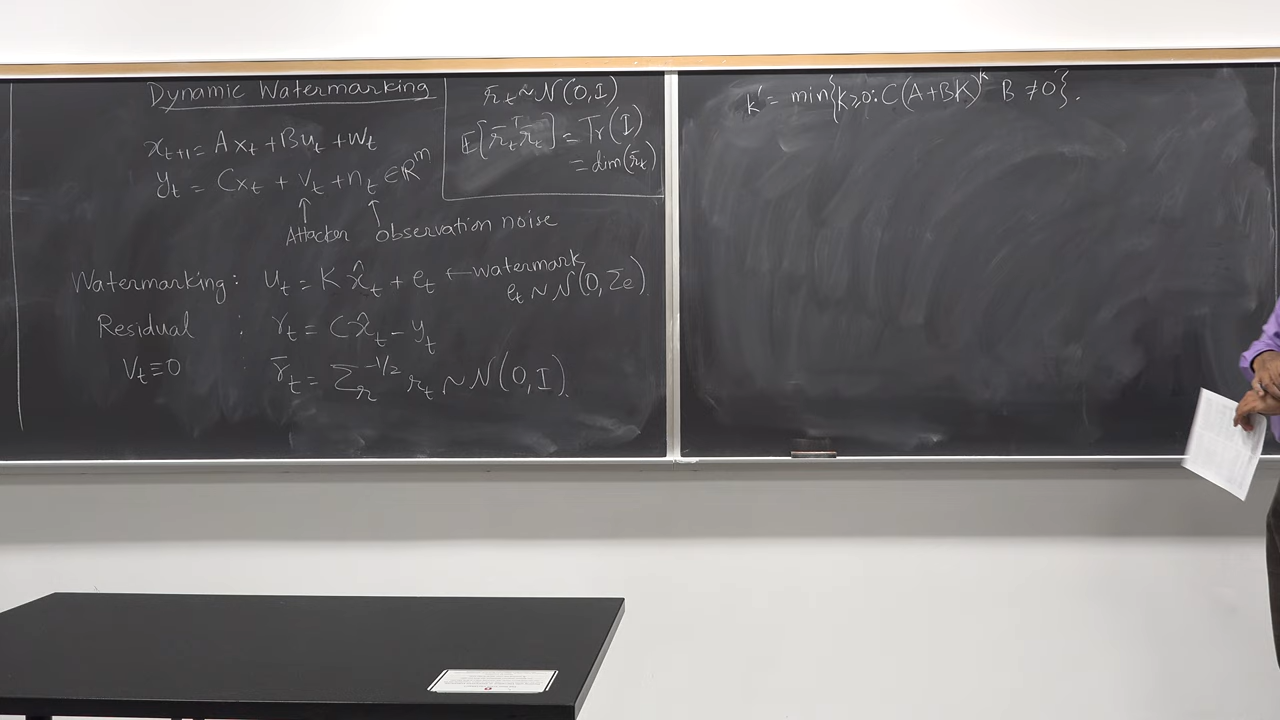 Dynamic Watermarking
x_{t+1} = A x_t + B u_t + w_t
y_t = C x_t + v_t + n_t ∈ R^m
↑ ↑
Attacker observation noise
Watermarking : u_t = K x̂_t + e_t ← watermark
e_t ~ N(0, Σe)
Residual : r_t = C x̂_t - y_t
V_t ≡ 0 : r̄_t = Σ_r^{-1/2} r_t ~ N(0, I).
r̄_t ~ N(0, I)
E[r̄_t^T r̄_t] = Tr(I)
= dim(r̄_t)
k' = min{k ≥ 0 : C(A+BK)^k B ≠ 0}.